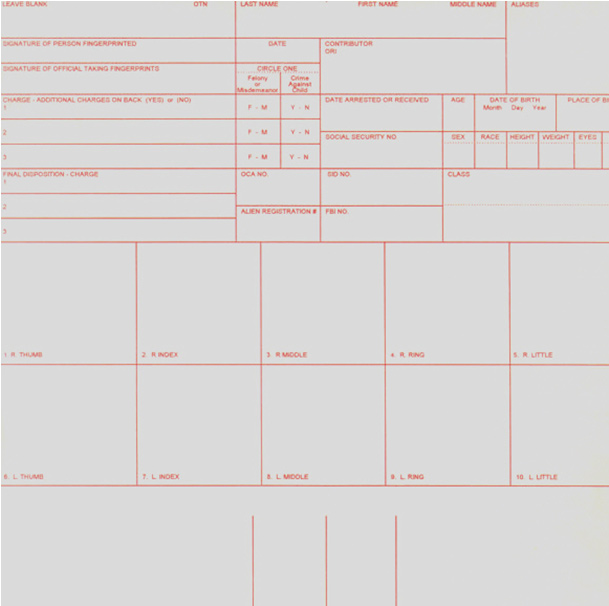 LEAVE BLANK OTN LAST NAME FIRST NAME MIDDLE NAME ALIASES
SIGNATURE OF PERSON FINGERPRINTED DATE CONTRIBUTOR
ORI
SIGNATURE OF OFFICIAL TAKING FINGERPRINTS CIRCLE ONE
Felony
or
Misdemeanor
Crime
Against
Child
CHARGE - ADDITIONAL CHARGES ON BACK (YES) or (NO)
1 F - M Y - N
DATE ARRESTED OR RECEIVED AGE DATE OF BIRTH
Month Day Year
PLACE OF BI
2 F - M Y - N
SOCIAL SECURITY NO SEX RACE HEIGHT WEIGHT EYES
3 F - M Y - N
FINAL DISPOSITION - CHARGE OCA NO. SID NO. CLASS
1
2 ALIEN REGISTRATION # FBI NO.
3
1. R. THUMB 2. R INDEX 3 R MIDDLE 4. R. RING 5. R. LITTLE
6. L. THUMB 7. L. INDEX 8. L. MIDDLE 9. L. RING 10. L. LITTLE